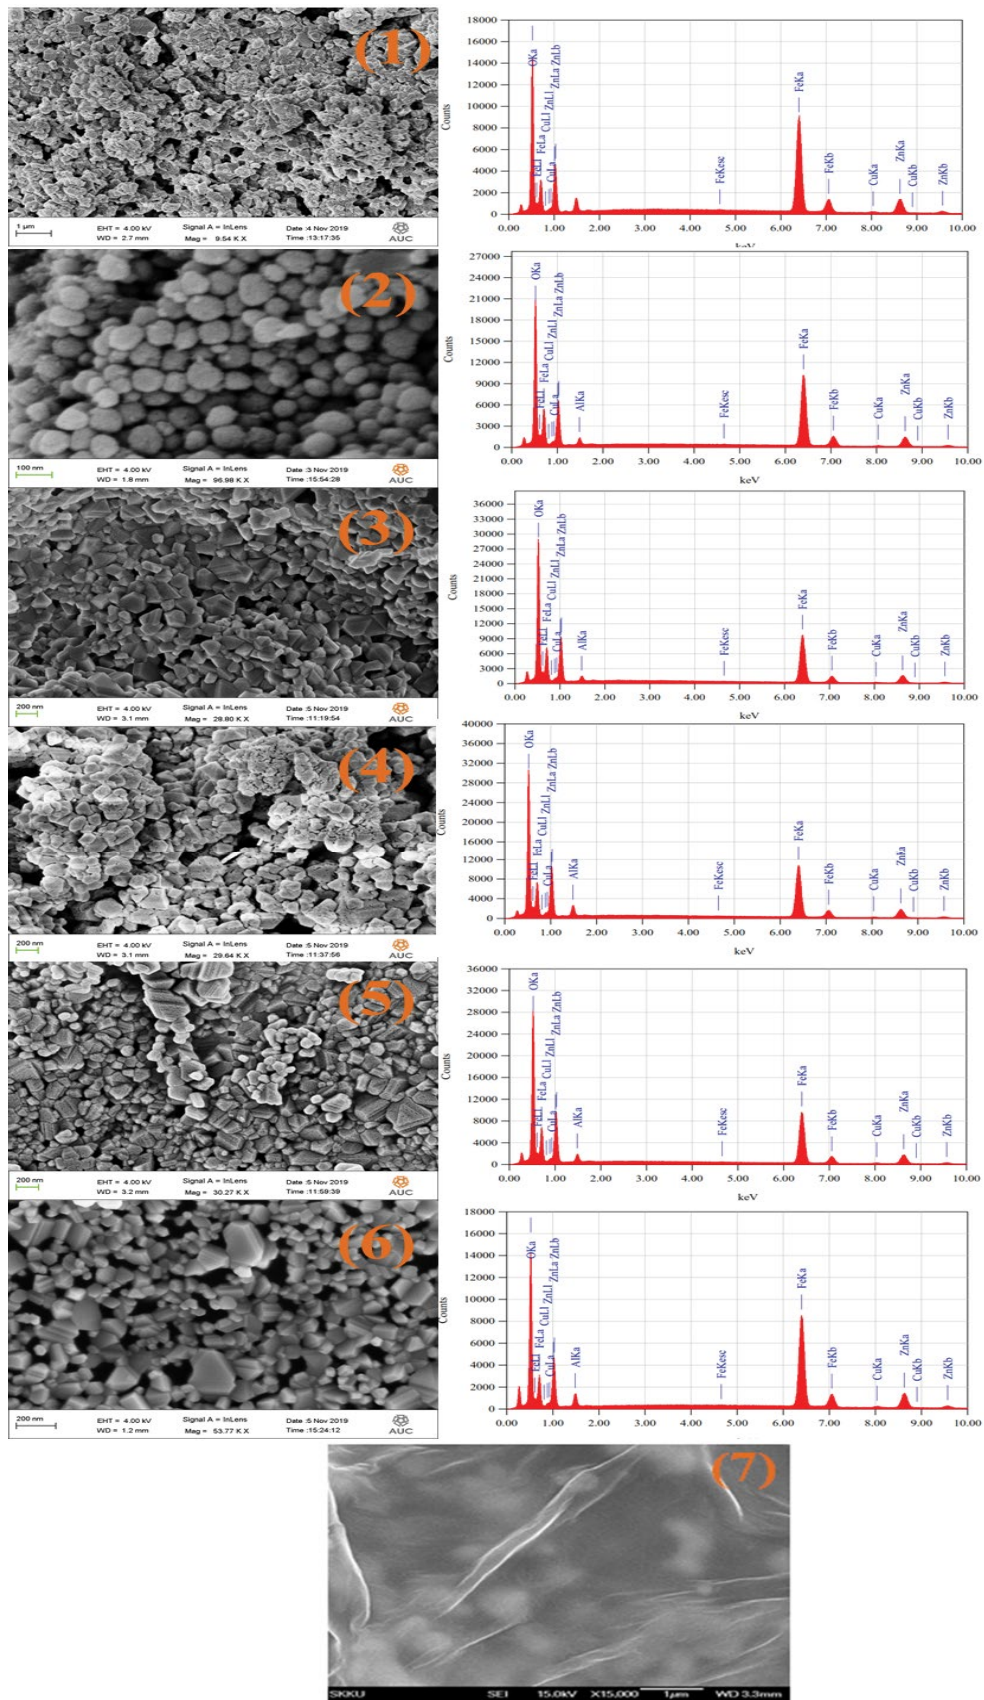 (1)
1 µm
EHT = 4.00 kV
Signal A = InLens
Date :4 Nov 2019
WD = 2.7 mm
Mag = 9.54 K X
Time :13:17:35
AUC
Counts
18000
16000
14000
12000
10000
8000
6000
4000
2000
0
OKa
FeLl
FeLa
CuLl
CuLa
ZnLl
ZnLa ZnLb
FeKesc
FeKa
FeKb
CuKa
ZnKa
CuKb
ZnKb
0.00 1.00 2.00 3.00 4.00 5.00 6.00 7.00 8.00 9.00 10.00
keV
(2)
100 nm
EHT = 4.00 kV
Signal A = InLens
Date :3 Nov 2019
WD = 1.8 mm
Mag = 96.98 K X
Time :15:54:28
AUC
Counts
27000
24000
21000
18000
15000
12000
9000
6000
3000
0
OKa
FeLl
FeLa
CuLl
CuLa
ZnLl
ZnLa ZnLb
AlKa
FeKesc
FeKa
FeKb
CuKa
ZnKa
CuKb
ZnKb
0.00 1.00 2.00 3.00 4.00 5.00 6.00 7.00 8.00 9.00 10.00
keV
(3)
200 nm
EHT = 4.00 kV
Signal A = InLens
Date :5 Nov 2019
WD = 3.1 mm
Mag = 28.80 K X
Time :11:19:54
AUC
Counts
36000
33000
30000
27000
24000
21000
18000
15000
12000
9000
6000
3000
0
OKa
FeLl
FeLa
CuLl
CuLa
ZnLl
ZnLa ZnLb
AlKa
FeKesc
FeKa
FeKb
CuKa
ZnKa
CuKb
ZnKb
0.00 1.00 2.00 3.00 4.00 5.00 6.00 7.00 8.00 9.00 10.00
keV
(4)
200 nm
EHT = 4.00 kV
Signal A = InLens
Date :5 Nov 2019
WD = 3.1 mm
Mag = 29.64 K X
Time :11:37:56
AUC
Counts
40000
36000
32000
28000
24000
20000
16000
12000
8000
4000
0
OKa
FeLl
FeLa
CuLl
CuLa
ZnLl
ZnLa ZnLb
AlKa
FeKesc
FeKa
FeKb
CuKa
ZnKa
CuKb
ZnKb
0.00 1.00 2.00 3.00 4.00 5.00 6.00 7.00 8.00 9.00 10.00
(5)
200 nm
EHT = 4.00 kV
Signal A = InLens
Date :5 Nov 2019
WD = 3.2 mm
Mag = 30.27 K X
Time :11:59:39
AUC
Counts
36000
32000
28000
24000
20000
16000
12000
8000
4000
0
OKa
FeLl
FeLa
CuLl
CuLa
ZnLl
ZnLa ZnLb
AlKa
FeKesc
FeKa
FeKb
CuKa
ZnKa
CuKb
ZnKb
0.00 1.00 2.00 3.00 4.00 5.00 6.00 7.00 8.00 9.00 10.00
keV
(6)
200 nm
EHT = 4.00 kV
Signal A = InLens
Date :5 Nov 2019
WD = 1.2 mm
Mag = 53.77 K X
Time :15:24:12
AUC
Counts
18000
16000
14000
12000
10000
8000
6000
4000
2000
0
OKa
FeLl
FeLa
CuLl
CuLa
ZnLl
ZnLa ZnLb
AlKa
FeKesc
FeKa
FeKb
CuKa
ZnKa
CuKb
ZnKb
0.00 1.00 2.00 3.00 4.00 5.00 6.00 7.00 8.00 9.00 10.00
(7)
SKKU SEI 15.0kV X15,000 1µm WD 3.3mm